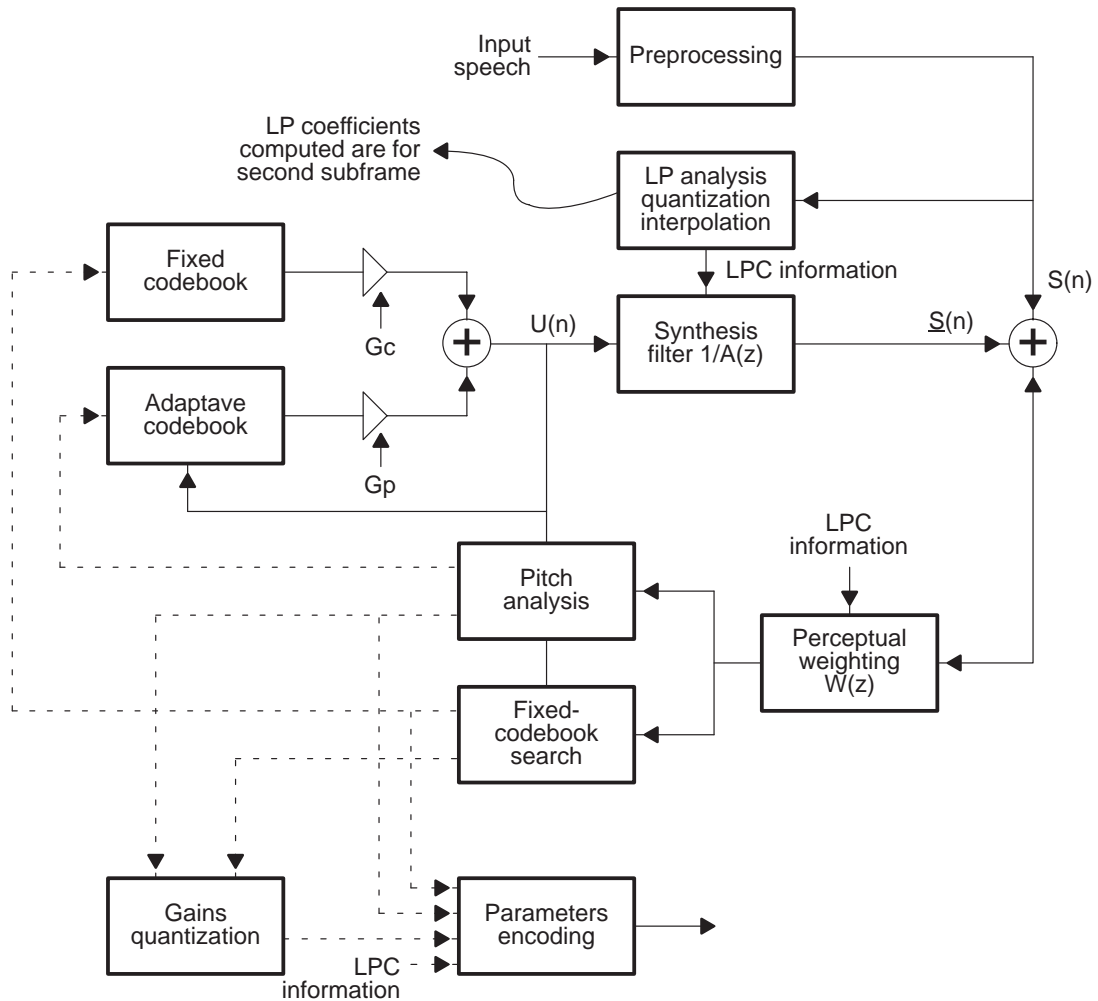 Input
speech
Preprocessing
LP coefficients
computed are for
second subframe
LP analysis
quantization
interpolation
Fixed
codebook
LPC information
S(n)
Gc
+
U(n)
Synthesis
filter 1/A(z)
S(n)
+
Adaptave
codebook
Gp
LPC
information
Pitch
analysis
Perceptual
weighting
W(z)
Fixed-
codebook
search
Gains
quantization
Parameters
encoding
LPC
information